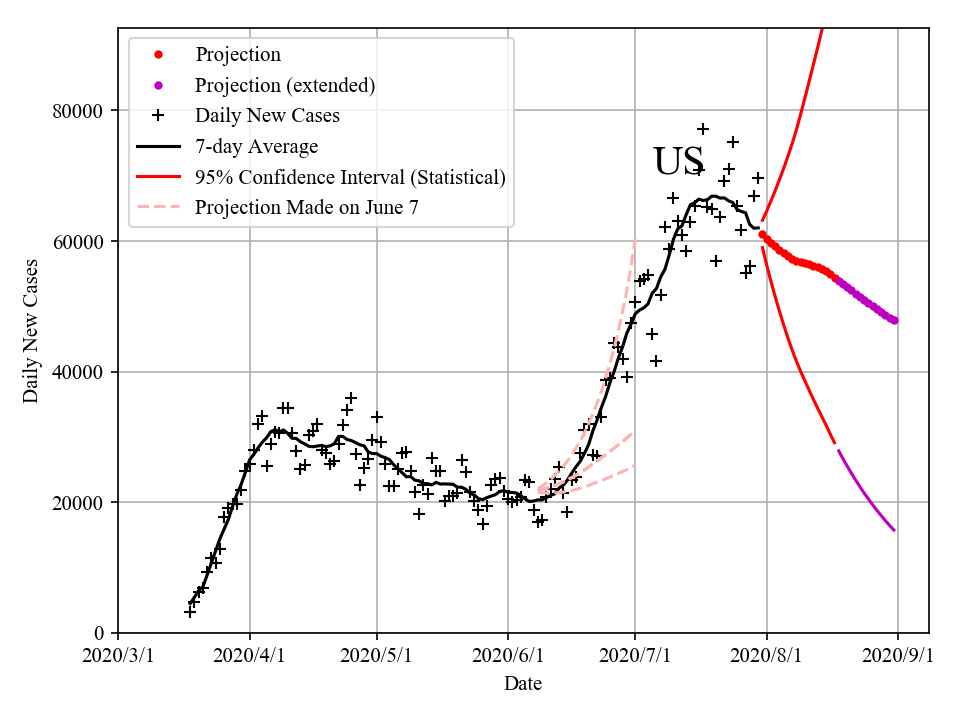 Projection
Projection (extended)
Daily New Cases
7-day Average
95% Confidence Interval (Statistical)
Projection Made on June 7
US
Daily New Cases
80000
60000
40000
20000
0
2020/3/1 2020/4/1 2020/5/1 2020/6/1 2020/7/1 2020/8/1 2020/9/1
Date